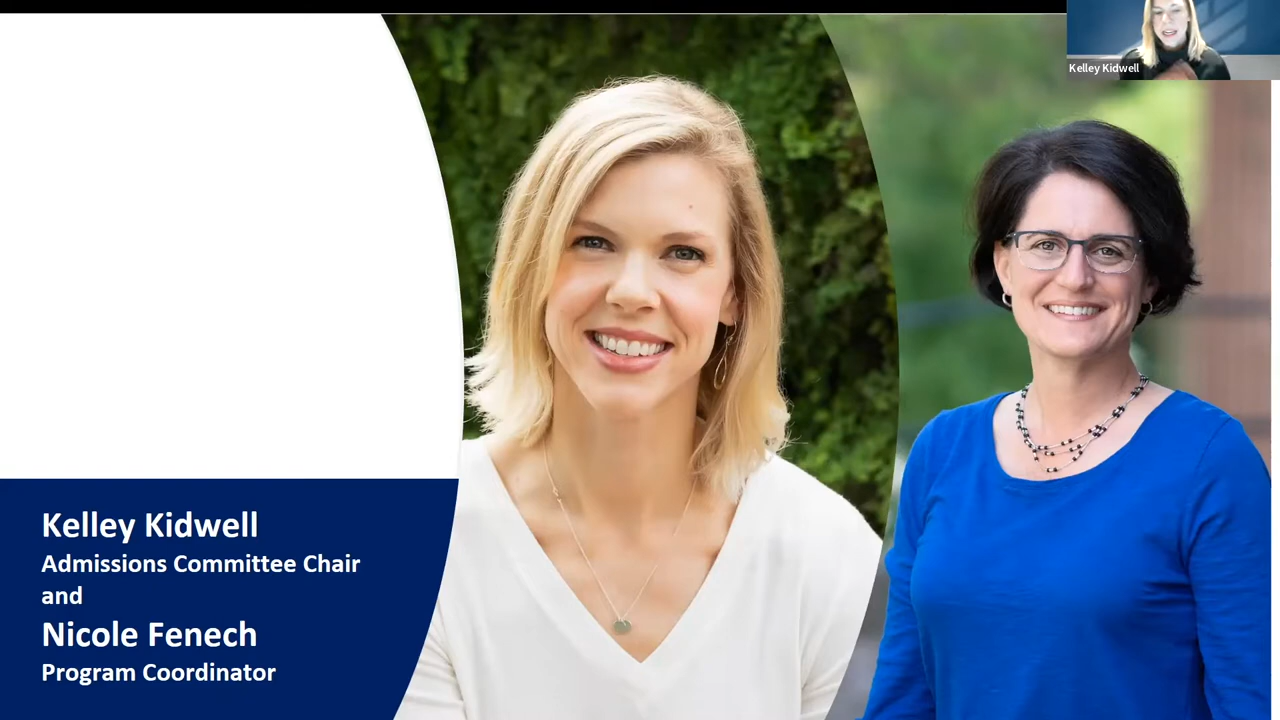 Kelley Kidwell
Kelley Kidwell
Admissions Committee Chair
and
Nicole Fenech
Program Coordinator